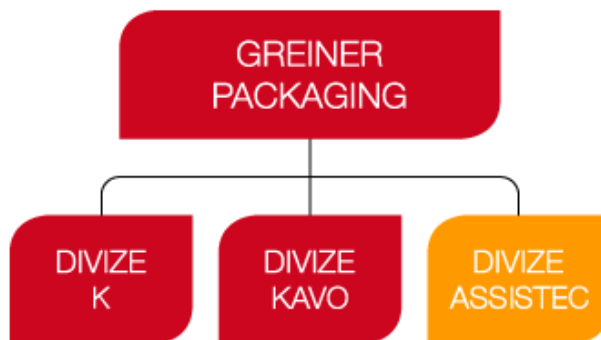 GREINER
PACKAGING
DIVIZE
K
DIVIZE
KAVO
DIVIZE
ASSISTEC